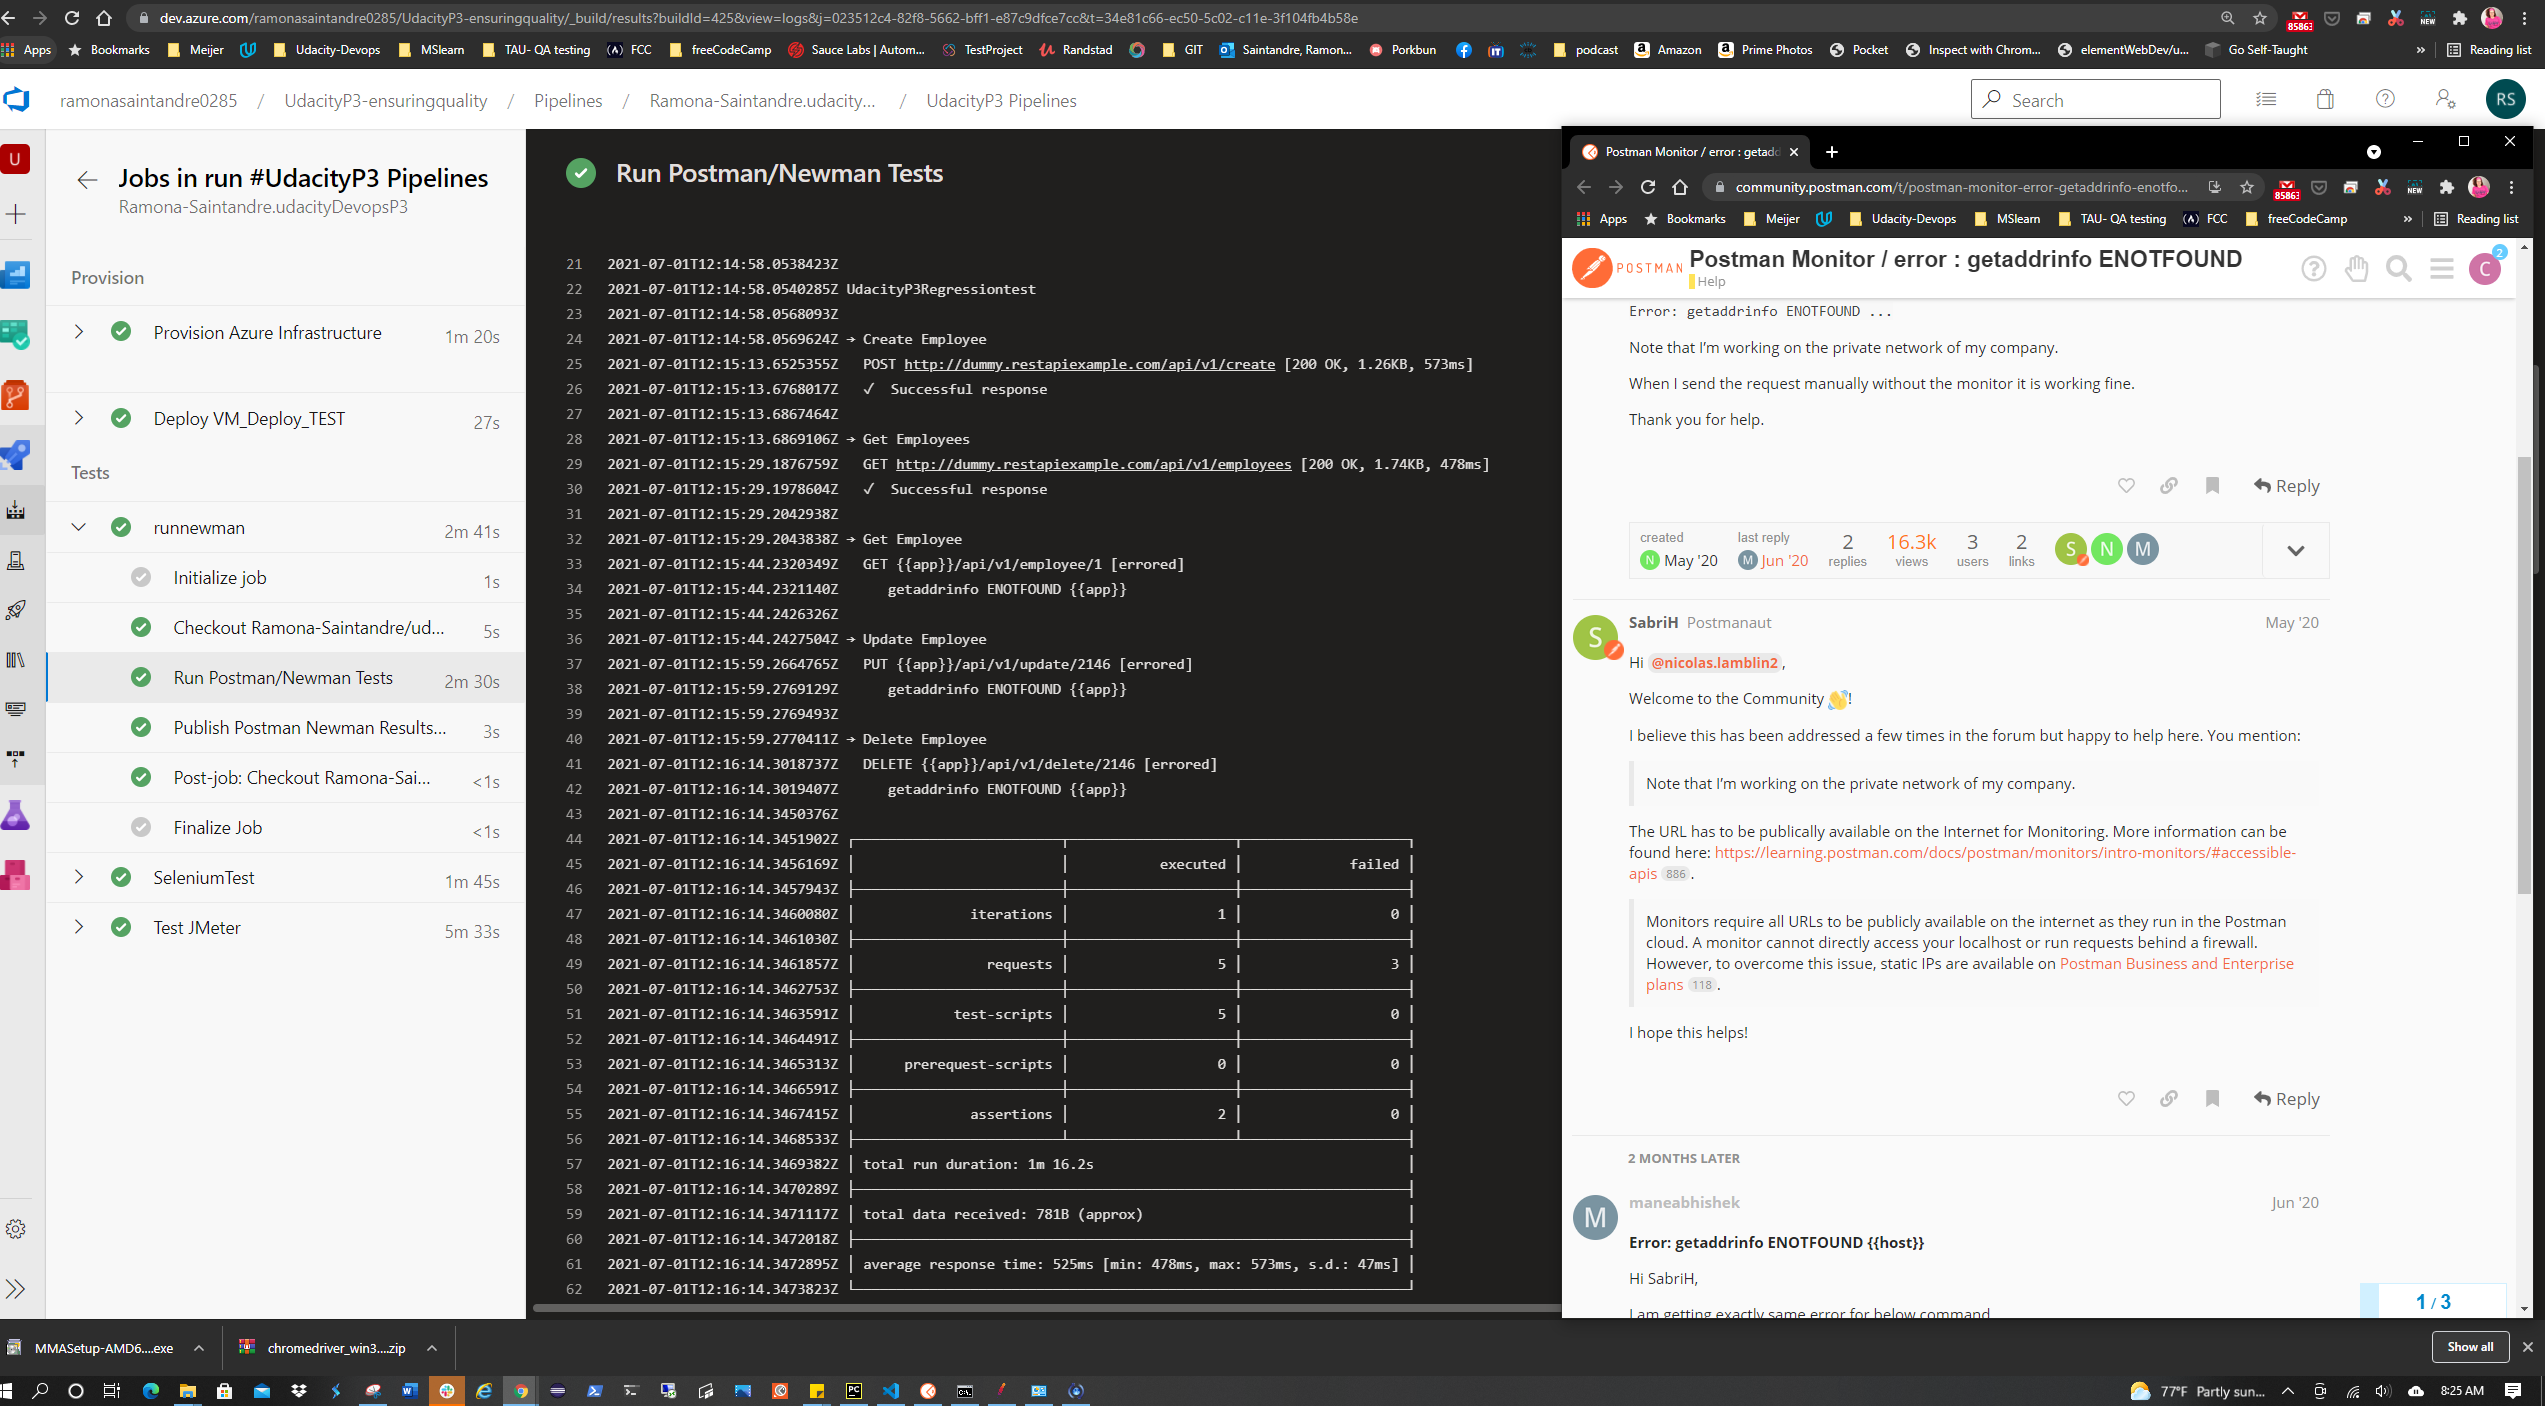 dev.azure.com/ramonasaintandre0285/UdacityP3-ensuringquality/_build/results?buildId=425&view=logs&j=023512c4-82f8-5662-bff1-e87c9dfce7cc&t=34e81c66-ec50-5c02-c11e-3f104fb4b58e
85863 NEW
Apps Bookmarks Meijer Udacity-Devops MSlearn TAU- QA testing FCC freeCodeCamp Sauce Labs | Autom... TestProject Randstad GIT Saintandre, Ramon... Porkbun podcast Amazon Prime Photos Pocket Inspect with Chrom... elementWebDev/u... Go Self-Taught » Reading list
ramonasaintandre0285 / UdacityP3-ensuringquality / Pipelines / Ramona-Saintandre.udacity... / UdacityP3 Pipelines
Search
RS
U
Jobs in run #UdacityP3 Pipelines
Ramona-Saintandre.udacityDevopsP3
Provision
Provision Azure Infrastructure 1m 20s
Deploy VM_Deploy_TEST 27s
Tests
runnewman 2m 41s
Initialize job 1s
Checkout Ramona-Saintandre/ud... 5s
Run Postman/Newman Tests 2m 30s
Publish Postman Newman Results... 3s
Post-job: Checkout Ramona-Sai... <1s
Finalize Job <1s
SeleniumTest 1m 45s
Test JMeter 5m 33s
Run Postman/Newman Tests
21 2021-07-01T12:14:58.0538423Z
22 2021-07-01T12:14:58.0540285Z UdacityP3Regressiontest
23 2021-07-01T12:14:58.0568093Z
24 2021-07-01T12:14:58.0569624Z → Create Employee
25 2021-07-01T12:15:13.6525355Z POST http://dummy.restapiexample.com/api/v1/create [200 OK, 1.26KB, 573ms]
26 2021-07-01T12:15:13.6768017Z √ Successful response
27 2021-07-01T12:15:13.6867464Z
28 2021-07-01T12:15:13.6869106Z → Get Employees
29 2021-07-01T12:15:29.1876759Z GET http://dummy.restapiexample.com/api/v1/employees [200 OK, 1.74KB, 478ms]
30 2021-07-01T12:15:29.1978604Z √ Successful response
31 2021-07-01T12:15:29.2042938Z
32 2021-07-01T12:15:29.2043838Z → Get Employee
33 2021-07-01T12:15:44.2320349Z GET {{app}}/api/v1/employee/1 [errored]
34 2021-07-01T12:15:44.2321140Z getaddrinfo ENOTFOUND {{app}}
35 2021-07-01T12:15:44.2426326Z
36 2021-07-01T12:15:44.2427504Z → Update Employee
37 2021-07-01T12:15:59.2664765Z PUT {{app}}/api/v1/update/2146 [errored]
38 2021-07-01T12:15:59.2769129Z getaddrinfo ENOTFOUND {{app}}
39 2021-07-01T12:15:59.2769493Z
40 2021-07-01T12:15:59.2770411Z → Delete Employee
41 2021-07-01T12:16:14.3018737Z DELETE {{app}}/api/v1/delete/2146 [errored]
42 2021-07-01T12:16:14.3019407Z getaddrinfo ENOTFOUND {{app}}
43 2021-07-01T12:16:14.3450376Z
44 2021-07-01T12:16:14.3451902Z
45 2021-07-01T12:16:14.3456169Z executed failed
46 2021-07-01T12:16:14.3457943Z
47 2021-07-01T12:16:14.3460080Z iterations 1 0
48 2021-07-01T12:16:14.3461030Z
49 2021-07-01T12:16:14.3461857Z requests 5 3
50 2021-07-01T12:16:14.3462753Z
51 2021-07-01T12:16:14.3463591Z test-scripts 5 0
52 2021-07-01T12:16:14.3464491Z
53 2021-07-01T12:16:14.3465313Z prerequest-scripts 0 0
54 2021-07-01T12:16:14.3466591Z
55 2021-07-01T12:16:14.3467415Z assertions 2 0
56 2021-07-01T12:16:14.3468533Z
57 2021-07-01T12:16:14.3469382Z total run duration: 1m 16.2s
58 2021-07-01T12:16:14.3470289Z
59 2021-07-01T12:16:14.3471117Z total data received: 781B (approx)
60 2021-07-01T12:16:14.3472018Z
61 2021-07-01T12:16:14.3472895Z average response time: 525ms [min: 478ms, max: 573ms, s.d.: 47ms]
62 2021-07-01T12:16:14.3473823Z
Postman Monitor / error : getadd
community.postman.com/t/postman-monitor-error-getaddrinfo-enotfo...
85863 NEW
Apps Bookmarks Meijer Udacity-Devops MSlearn TAU- QA testing FCC freeCodeCamp » Reading list
POSTMAN
Postman Monitor / error : getaddrinfo ENOTFOUND
Help
C 2
Error: getaddrinfo ENOTFOUND ...
Note that I'm working on the private network of my company.
When I send the request manually without the monitor it is working fine.
Thank you for help.
Reply
created last reply 2 16.3k 3 2 S N M
N May '20 M Jun '20 replies views users links
S
SabriH Postmanaut May '20
Hi @nicolas.lamblin2,
Welcome to the Community 👋!
I believe this has been addressed a few times in the forum but happy to help here. You mention:
Note that I'm working on the private network of my company.
The URL has to be publically available on the Internet for Monitoring. More information can be
found here: https://learning.postman.com/docs/postman/monitors/intro-monitors/#accessible-
apis 886 .
Monitors require all URLs to be publicly available on the internet as they run in the Postman
cloud. A monitor cannot directly access your localhost or run requests behind a firewall.
However, to overcome this issue, static IPs are available on Postman Business and Enterprise
plans 118 .
I hope this helps!
Reply
2 MONTHS LATER
M
maneabhishek Jun '20
Error: getaddrinfo ENOTFOUND {{host}}
Hi SabriH,
I am getting exactly same error for below command
1 / 3
MMASetup-AMD6....exe
chromedriver_win3....zip
Show all
77°F Partly sun...
8:25 AM